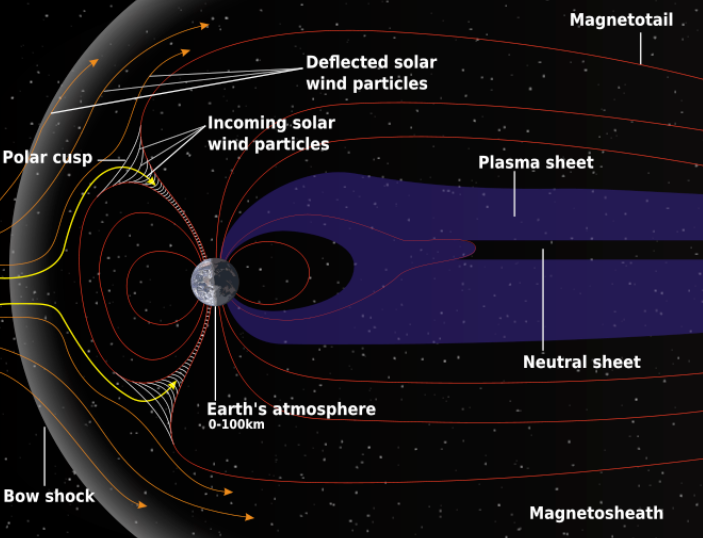 Magnetotail
Deflected solar
wind particles
Incoming solar
wind particles
Polar cusp
Plasma sheet
Neutral sheet
Earth's atmosphere
0-100km
Bow shock
Magnetosheath